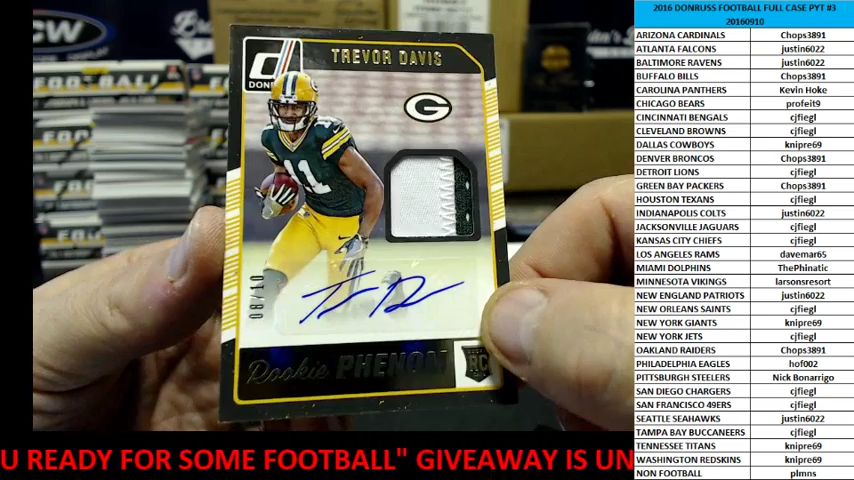 TREVOR DAVIS
DON
G
11
08/10
Rookie PHENOM
RC
CW
FOOTBALL
U READY FOR SOME FOOTBALL" GIVEAWAY IS UN
2016 DONRUSS FOOTBALL FULL CASE PYT #3
20160910
ARIZONA CARDINALS Chops3891
ATLANTA FALCONS justin6022
BALTIMORE RAVENS justin6022
BUFFALO BILLS Chops3891
CAROLINA PANTHERS Kevin Hoke
CHICAGO BEARS profeit9
CINCINNATI BENGALS cjfiegl
CLEVELAND BROWNS cjfiegl
DALLAS COWBOYS knipre69
DENVER BRONCOS Chops3891
DETROIT LIONS cjfiegl
GREEN BAY PACKERS Chops3891
HOUSTON TEXANS cjfiegl
INDIANAPOLIS COLTS justin6022
JACKSONVILLE JAGUARS cjfiegl
KANSAS CITY CHIEFS cjfiegl
LOS ANGELES RAMS davemar65
MIAMI DOLPHINS ThePhinatic
MINNESOTA VIKINGS larsonsresort
NEW ENGLAND PATRIOTS justin6022
NEW ORLEANS SAINTS cjfiegl
NEW YORK GIANTS knipre69
NEW YORK JETS cjfiegl
OAKLAND RAIDERS Chops3891
PHILADELPHIA EAGLES hof002
PITTSBURGH STEELERS Nick Bonarrigo
SAN DIEGO CHARGERS cjfiegl
SAN FRANCISCO 49ERS cjfiegl
SEATTLE SEAHAWKS justin6022
TAMPA BAY BUCCANEERS cjfiegl
TENNESSEE TITANS knipre69
WASHINGTON REDSKINS knipre69
NON FOOTBALL plmns